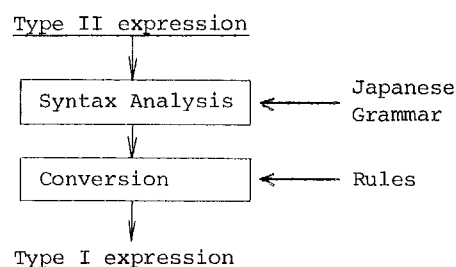 Type II expression
Syntax Analysis
Japanese
Grammar
Conversion
Rules
Type I expression